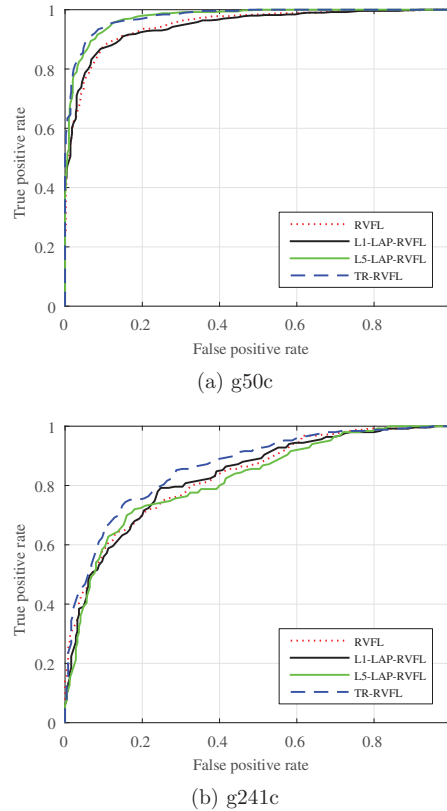 1
0.8
0.6
0.4
0.2
0
True positive rate
RVFL
L1-LAP-RVFL
L5-LAP-RVFL
TR-RVFL
0 0.2 0.4 0.6 0.8
False positive rate
(a) g50c
1
0.8
0.6
0.4
0.2
0
True positive rate
RVFL
L1-LAP-RVFL
L5-LAP-RVFL
TR-RVFL
0 0.2 0.4 0.6 0.8
False positive rate
(b) g241c